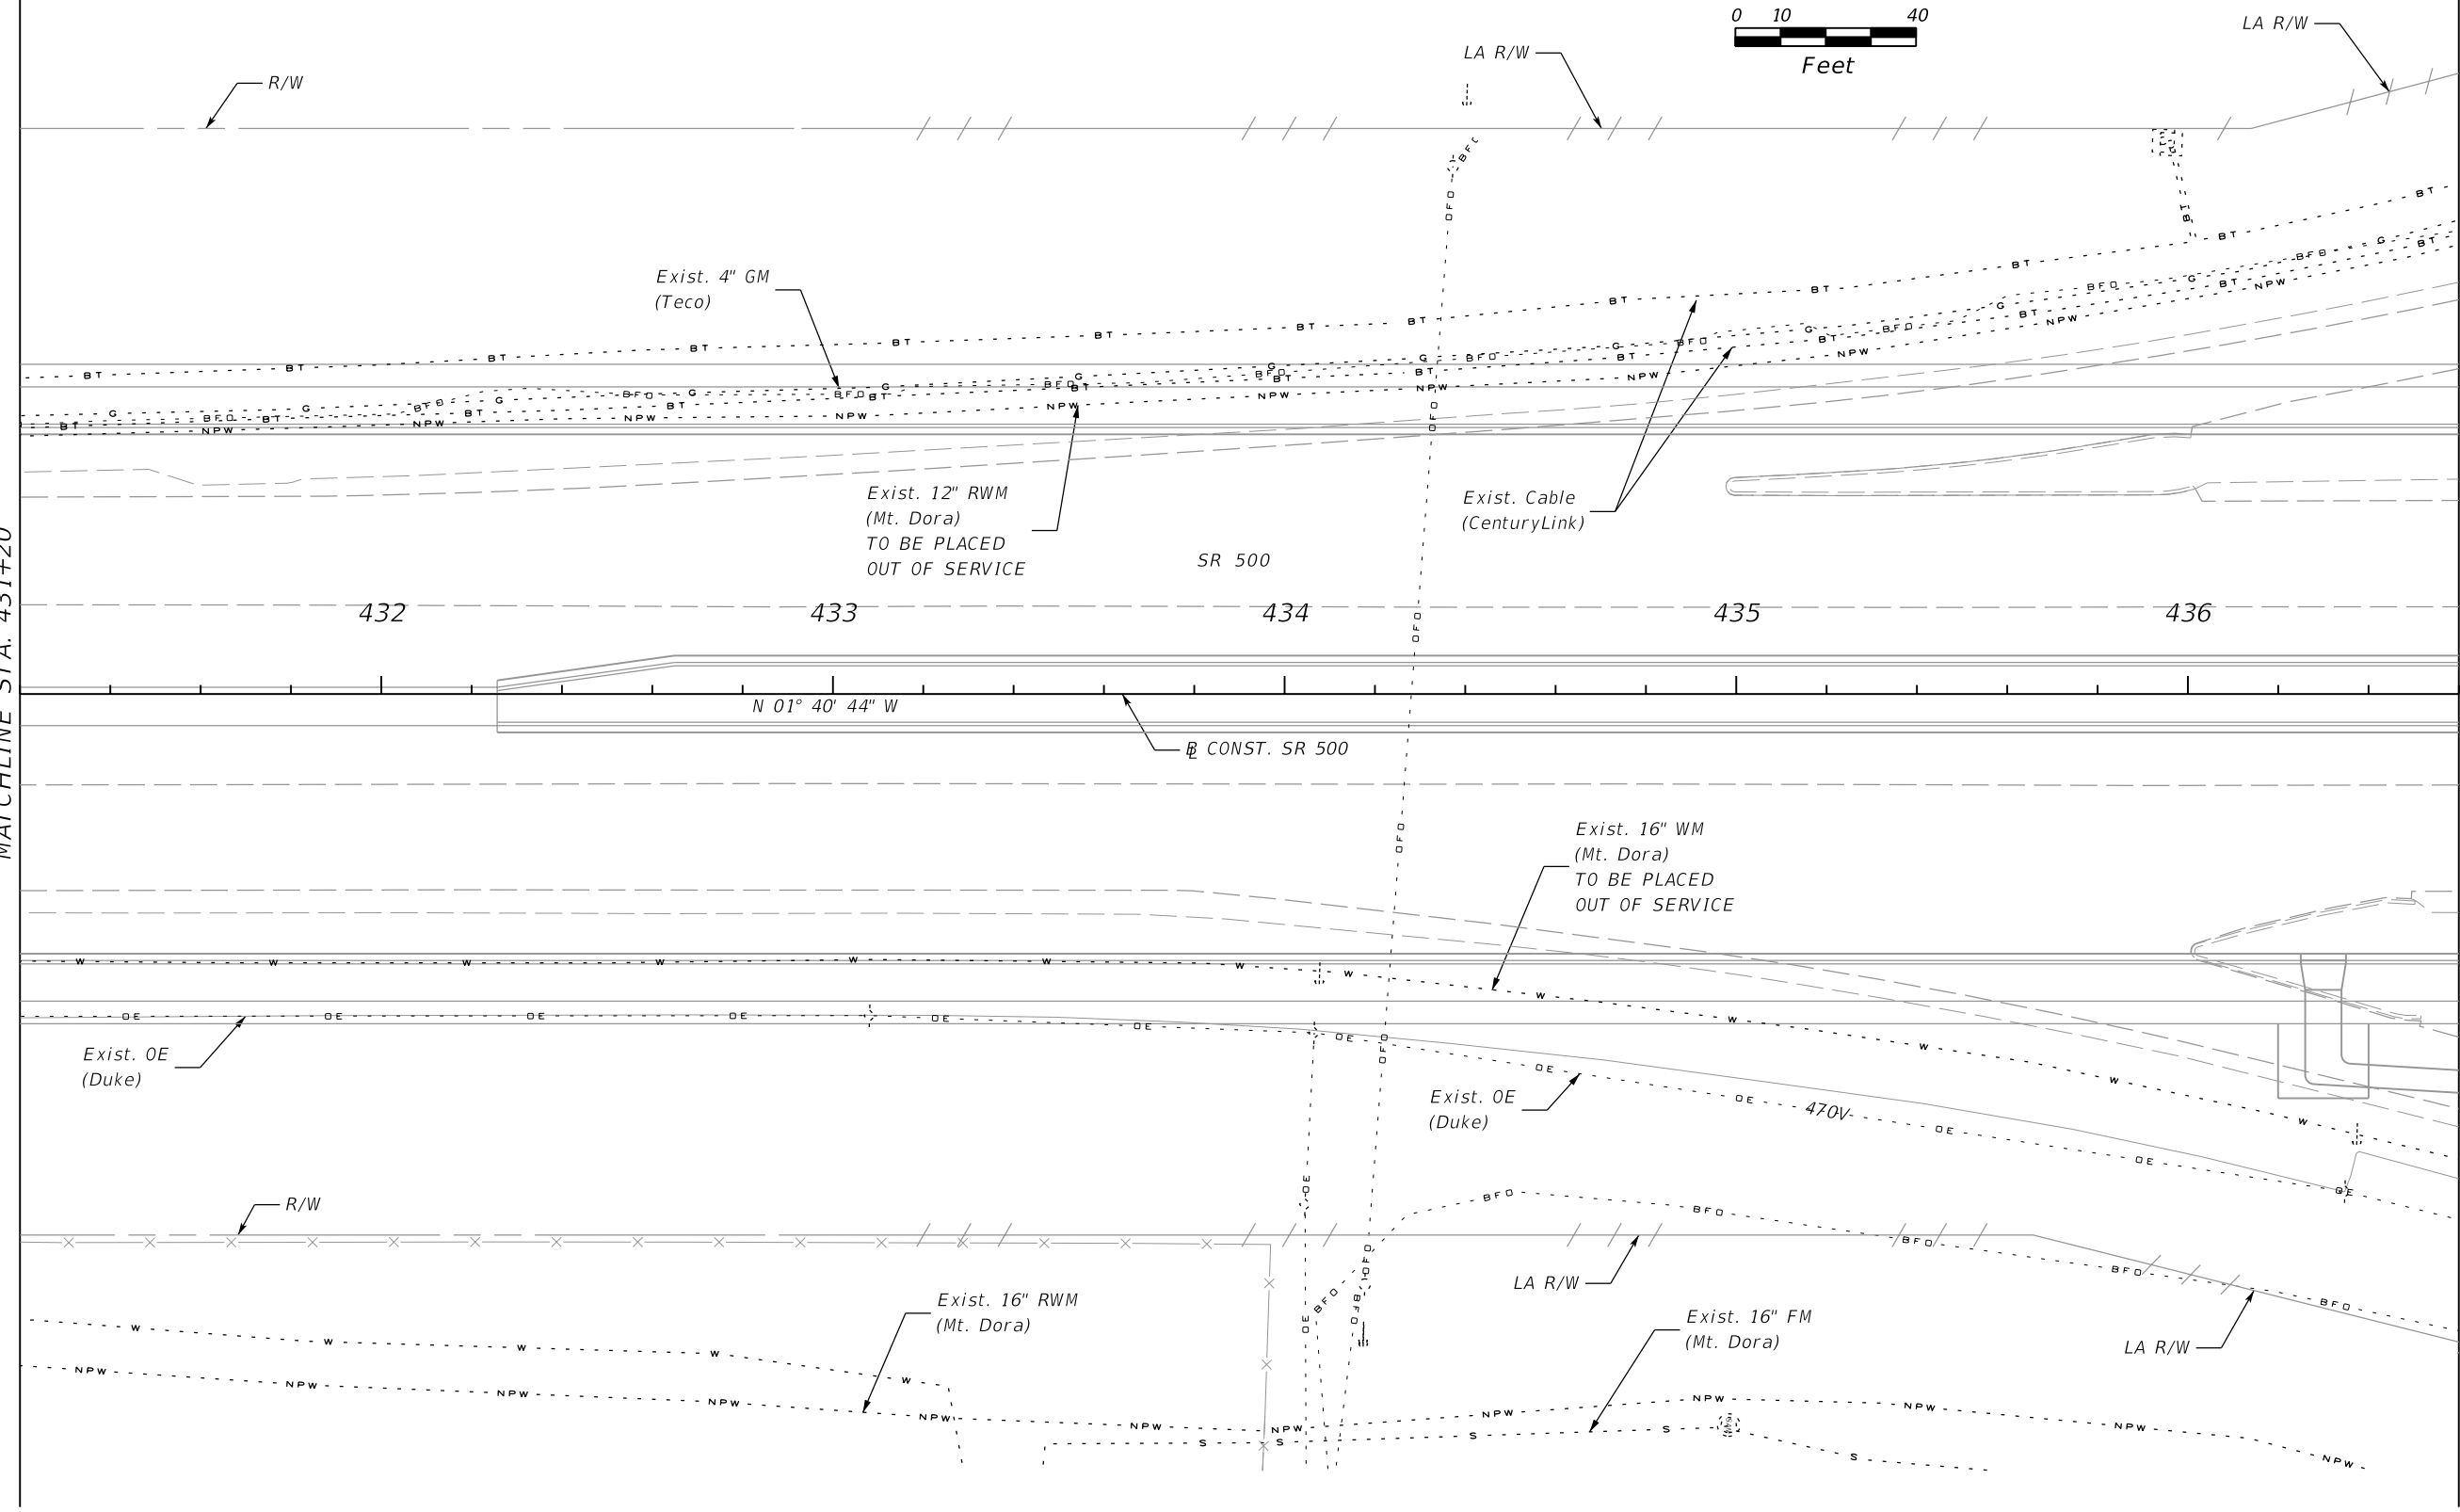 0 10 40
Feet
LA R/W
LA R/W
R/W
Exist. 4" GM
(Teco)
Exist. 12" RWM
(Mt. Dora)
TO BE PLACED
OUT OF SERVICE
Exist. Cable
(CenturyLink)
SR 500
MATCHLINE STA. 431+20
432 433 434 435 436
N 01° 40' 44" W
BL CONST. SR 500
Exist. 16" WM
(Mt. Dora)
TO BE PLACED
OUT OF SERVICE
Exist. OE
(Duke)
Exist. OE
(Duke)
470V
R/W
LA R/W
Exist. 16" RWM
(Mt. Dora)
Exist. 16" FM
(Mt. Dora)
LA R/W